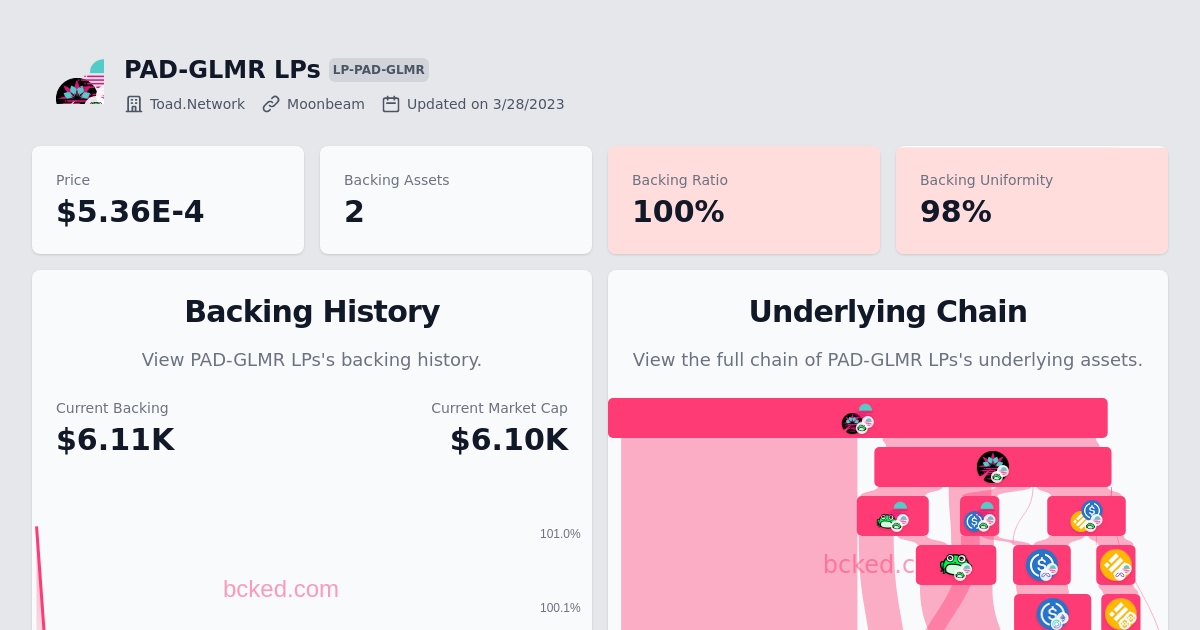 PAD-GLMR LPs LP-PAD-GLMR
Toad.Network Moonbeam Updated on 3/28/2023
Price
$5.36E-4
Backing Assets
2
Backing Ratio
100%
Backing Uniformity
98%
Backing History
View PAD-GLMR LPs's backing history.
Current Backing
$6.11K
Current Market Cap
$6.10K
101.0%
100.1%
bcked.com
Underlying Chain
View the full chain of PAD-GLMR LPs's underlying assets.
bcked.c